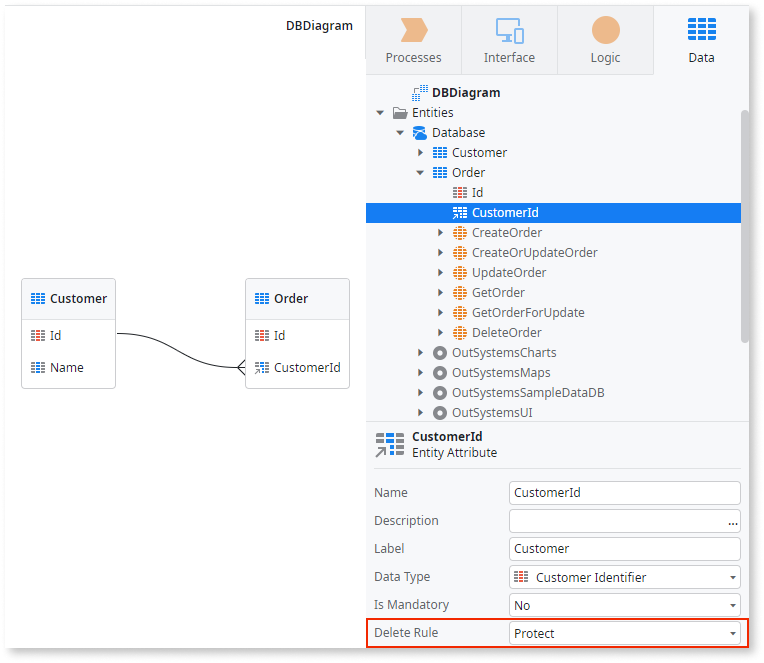 DBDiagram
Processes
Interface
Logic
Data
DBDiagram
Entities
Database
Customer
Order
Id
CustomerId
CreateOrder
CreateOrUpdateOrder
UpdateOrder
GetOrder
GetOrderForUpdate
DeleteOrder
OutSystemsCharts
OutSystemsMaps
OutSystemsSampleDataDB
OutSystemsUI
Customer
Id
Name
Order
Id
CustomerId
CustomerId
Entity Attribute
Name CustomerId
Description ...
Label Customer
Data Type Customer Identifier
Is Mandatory No
Delete Rule Protect